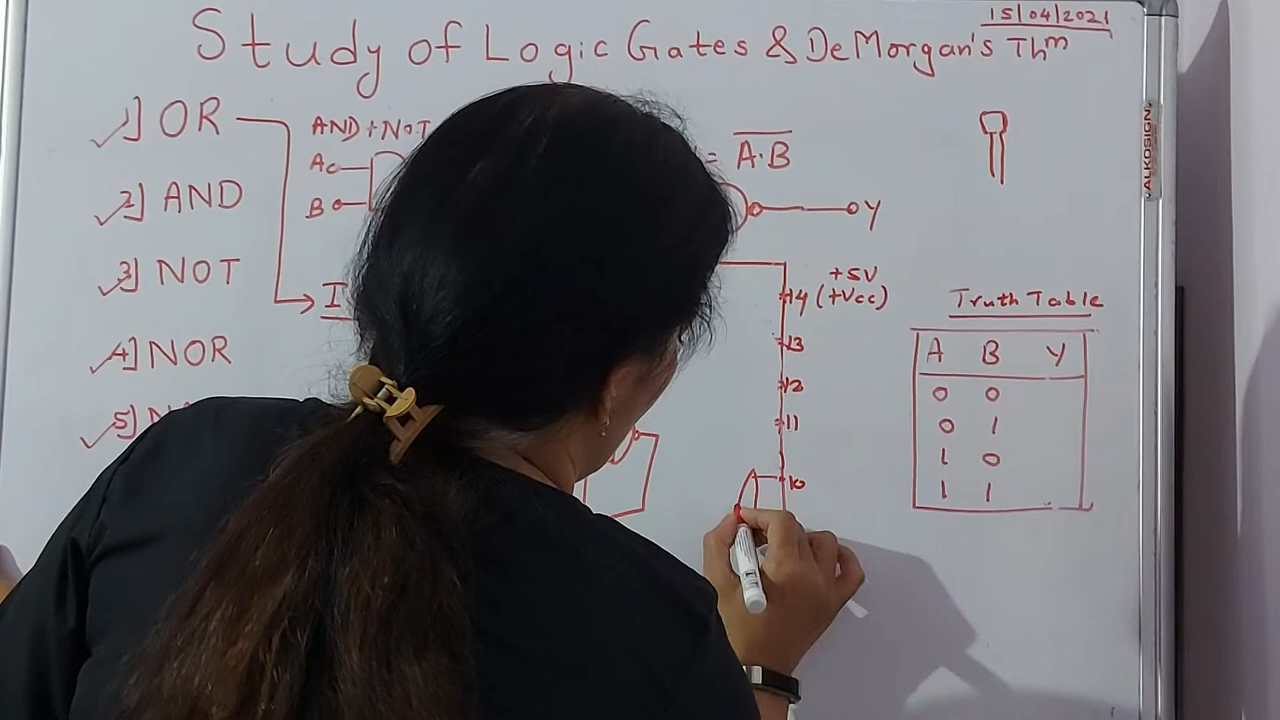 15/04/2021
Study of Logic Gates & DeMorgan's Thm
1] OR
AND + NOT
A
B
= A·B
Y
2] AND
3] NOT
4] NOR
5]
+5V
14 (+Vcc)
13
12
11
10
Truth Table
A B Y
0 0
0 1
1 0
1 1
ALKOSIGN